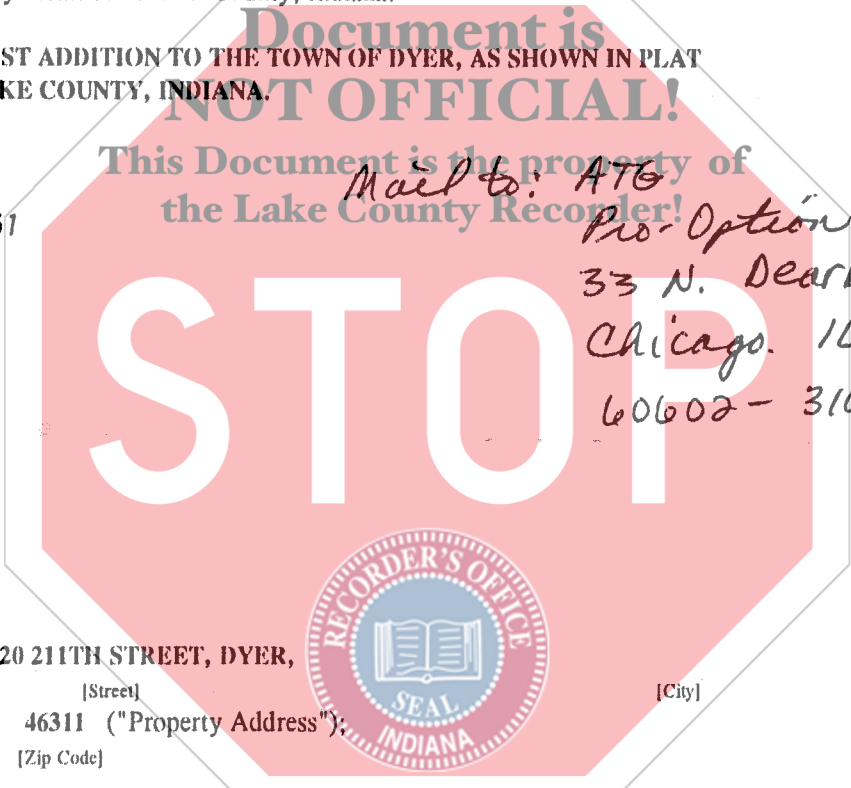 Document is
ST ADDITION TO THE TOWN OF DYER, AS SHOWN IN PLAT
KE COUNTY, INDIANA.
NOT OFFICIAL!
This Document is the property of
the Lake County Recorder!
Mail to: ATG
Pro-Option
33 N. Dear
Chicago. IL
60602- 310
STOP
RECORDER'S OFFICE
SEAL
INDIANA
20 211TH STREET, DYER,
[Street] [City]
46311 ("Property Address");
[Zip Code]